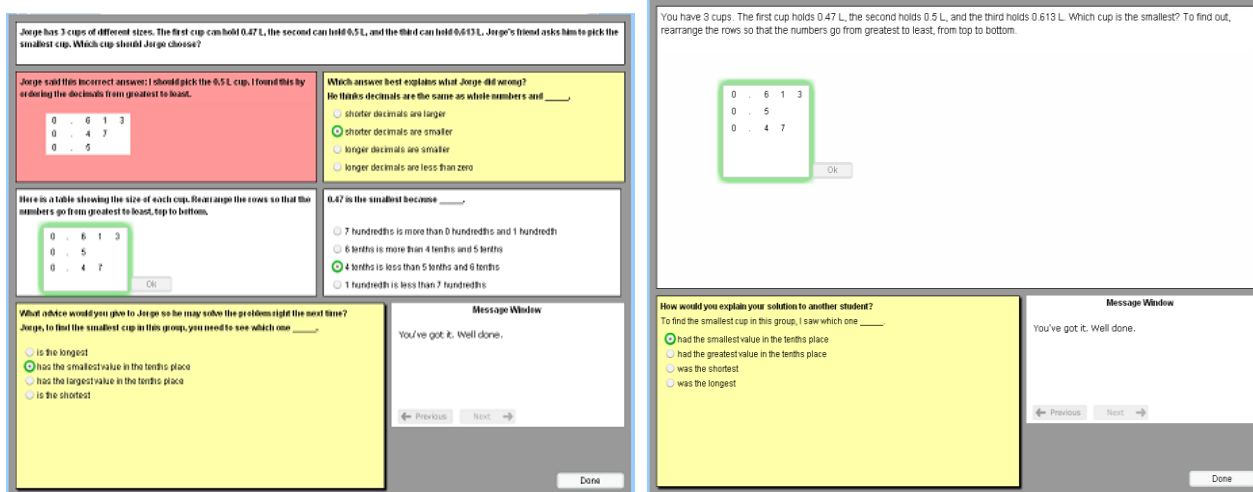 Jorge has 3 cups of different sizes. The first cup can hold 0.47 L, the second can hold 0.5 L, and the third can hold 0.613 L. Jorge's friend asks him to pick the
smallest cup. Which cup should Jorge choose?
Jorge said this incorrect answer: I should pick the 0.5 L cup. I found this by
ordering the decimals from greatest to least.
0 . 6 1 3
0 . 4 7
0 . 5
Which answer best explains what Jorge did wrong?
He thinks decimals are the same as whole numbers and _____.
shorter decimals are larger
shorter decimals are smaller
longer decimals are smaller
longer decimals are less than zero
Here is a table showing the size of each cup. Rearrange the rows so that the
numbers go from greatest to least, top to bottom.
0 . 6 1 3
0 . 5
0 . 4 7
Ok
0.47 is the smallest because _____.
7 hundredths is more than 0 hundredths and 1 hundredth
6 tenths is more than 4 tenths and 5 tenths
4 tenths is less than 5 tenths and 6 tenths
1 hundredth is less than 7 hundredths
What advice would you give to Jorge so he may solve the problem right the next time?
Jorge, to find the smallest cup in this group, you need to see which one _____.
is the longest
has the smallest value in the tenths place
has the largest value in the tenths place
is the shortest
Message Window
You've got it. Well done.
Previous
Next
Done
You have 3 cups. The first cup holds 0.47 L, the second holds 0.5 L, and the third holds 0.613 L. Which cup is the smallest? To find out,
rearrange the rows so that the numbers go from greatest to least, from top to bottom.
0 . 6 1 3
0 . 5
0 . 4 7
Ok
How would you explain your solution to another student?
To find the smallest cup in this group, I saw which one _____.
had the smallest value in the tenths place
had the greatest value in the tenths place
was the shortest
was the longest
Message Window
You've got it. Well done.
Previous
Next
Done